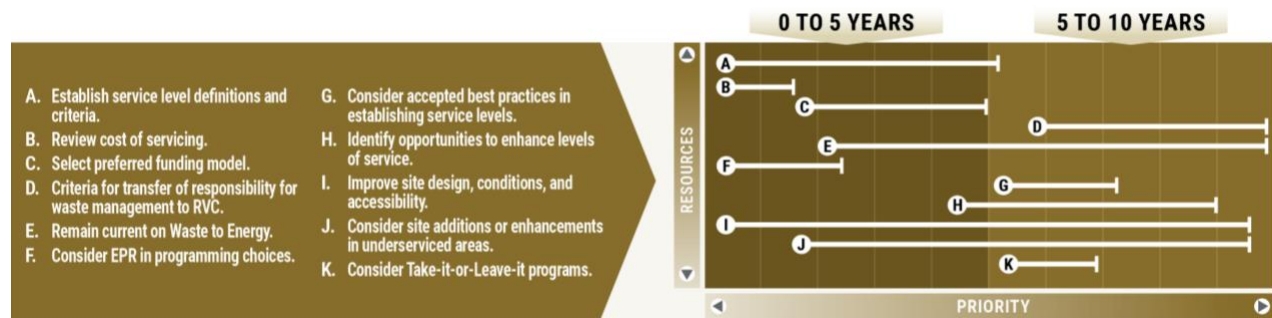 0 TO 5 YEARS
5 TO 10 YEARS
A. Establish service level definitions and
criteria.
B. Review cost of servicing.
C. Select preferred funding model.
D. Criteria for transfer of responsibility for
waste management to RVC.
E. Remain current on Waste to Energy.
F. Consider EPR in programming choices.
G. Consider accepted best practices in
establishing service levels.
H. Identify opportunities to enhance levels
of service.
I. Improve site design, conditions, and
accessibility.
J. Consider site additions or enhancements
in underserviced areas.
K. Consider Take-it-or-Leave-it programs.
RESOURCES
A
B
C
D
E
F
G
H
I
J
K
PRIORITY